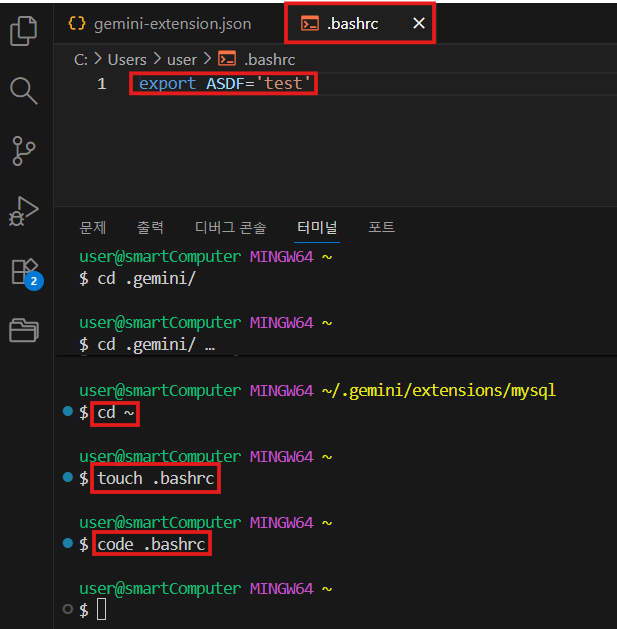 gemini-extension.json
.bashrc
C: > Users > user > .bashrc
1 export ASDF='test'
문제 출력 디버그 콘솔 터미널 포트
user@smartComputer MINGW64 ~
$ cd .gemini/
user@smartComputer MINGW64 ~
$ cd .gemini/ …
user@smartComputer MINGW64 ~/.gemini/extensions/mysql
$ cd ~
user@smartComputer MINGW64 ~
$ touch .bashrc
user@smartComputer MINGW64 ~
$ code .bashrc
user@smartComputer MINGW64 ~
$
2